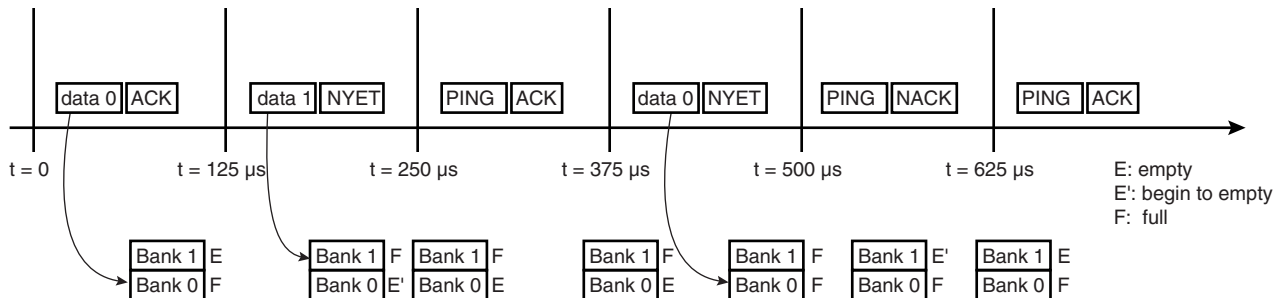 data 0 ACK data 1 NYET PING ACK data 0 NYET PING NACK PING ACK
t = 0 t = 125 µs t = 250 µs t = 375 µs t = 500 µs t = 625 µs
E: empty
E': begin to empty
F: full
Bank 1 E Bank 1 F Bank 1 F Bank 1 F Bank 1 F Bank 1 E' Bank 1 E
Bank 0 F Bank 0 E' Bank 0 E Bank 0 E Bank 0 F Bank 0 F Bank 0 F